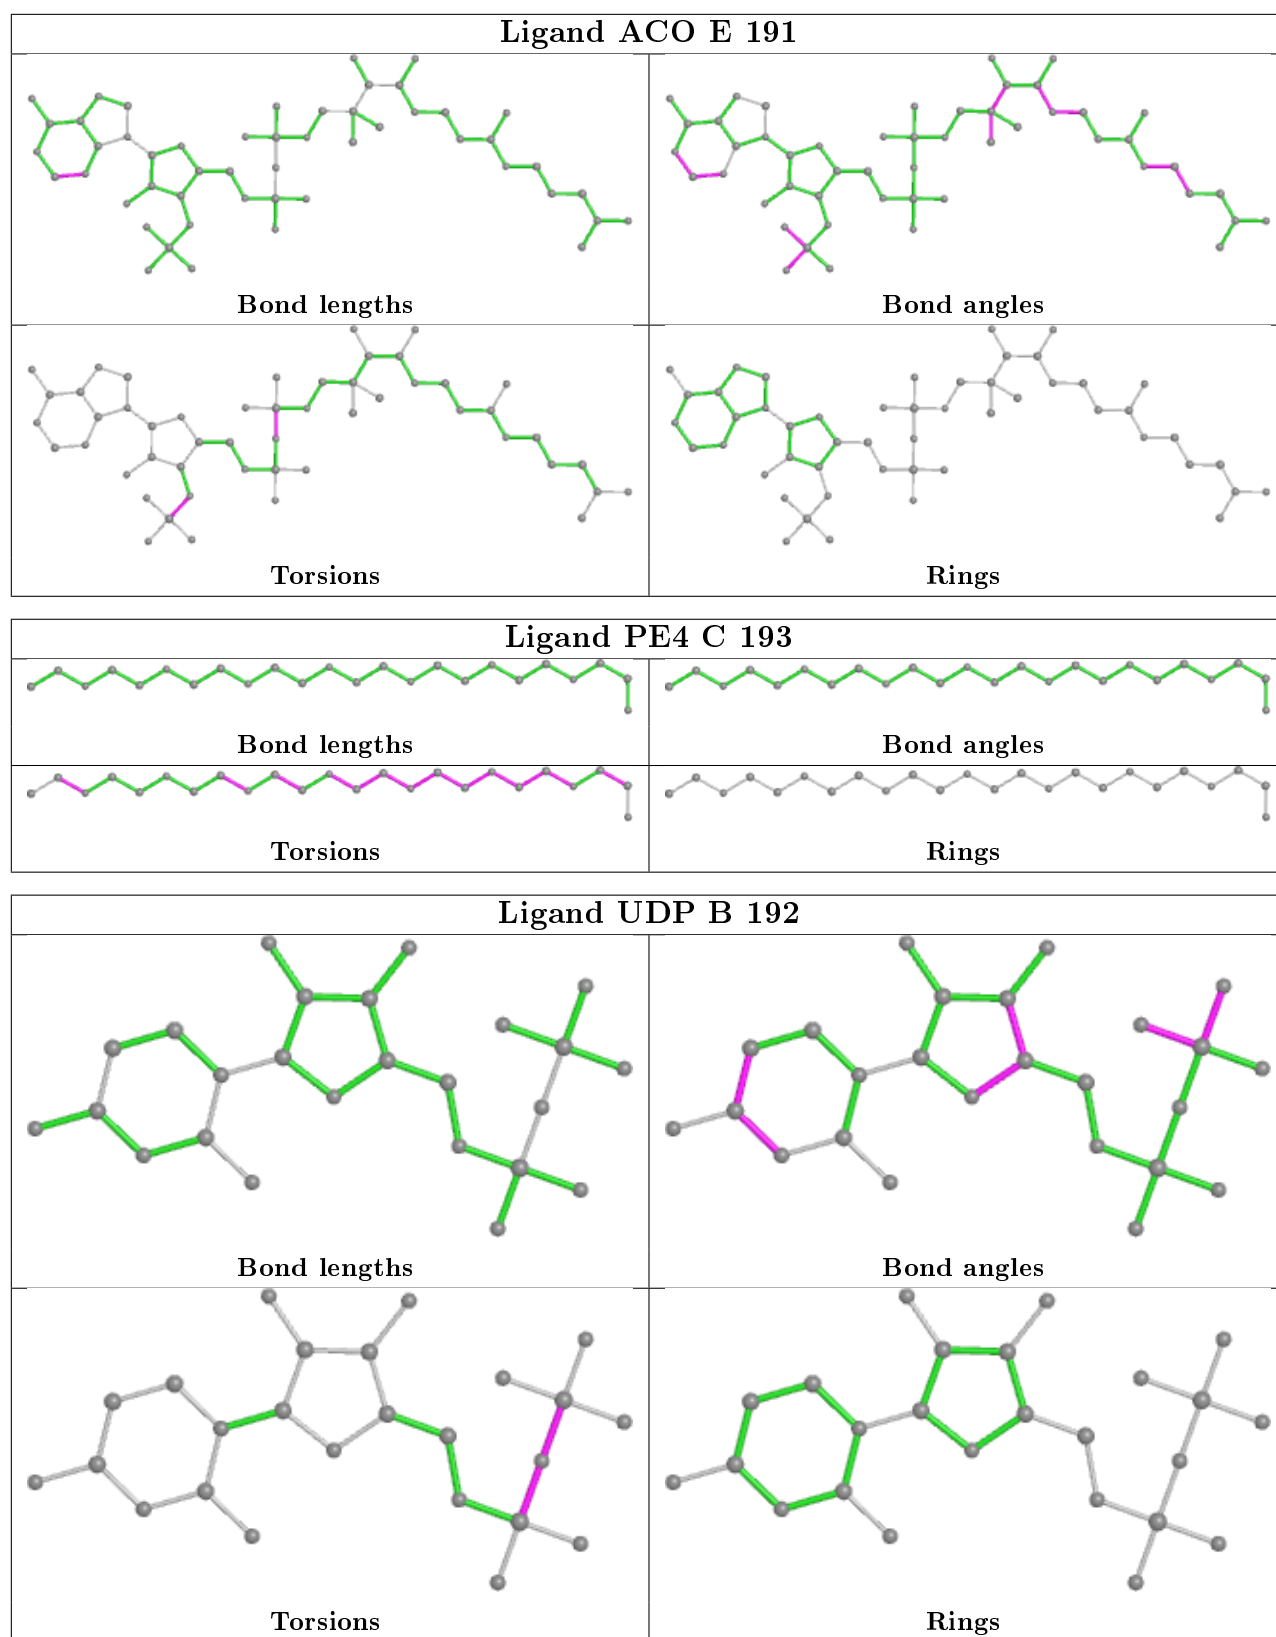 Ligand ACO E 191
Bond lengths
Bond angles
Torsions
Rings
Ligand PE4 C 193
Bond lengths
Bond angles
Torsions
Rings
Ligand UDP B 192
Bond lengths
Bond angles
Torsions
Rings